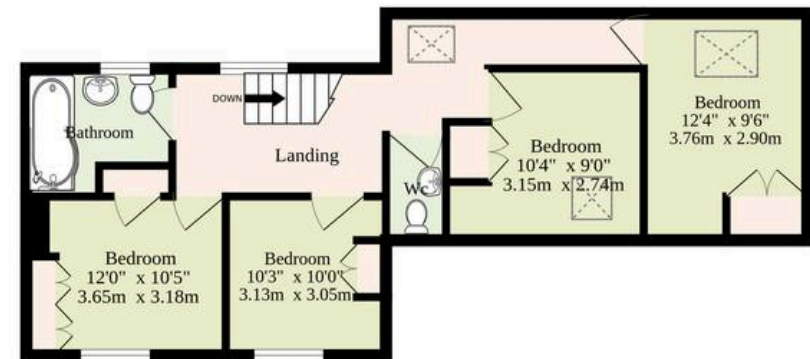 Bathroom
DOWN
Landing
Wc
Bedroom
10'4" x 9'0"
3.15m x 2.74m
Bedroom
12'4" x 9'6"
3.76m x 2.90m
Bedroom
12'0" x 10'5"
3.65m x 3.18m
Bedroom
10'3" x 10'0"
3.13m x 3.05m